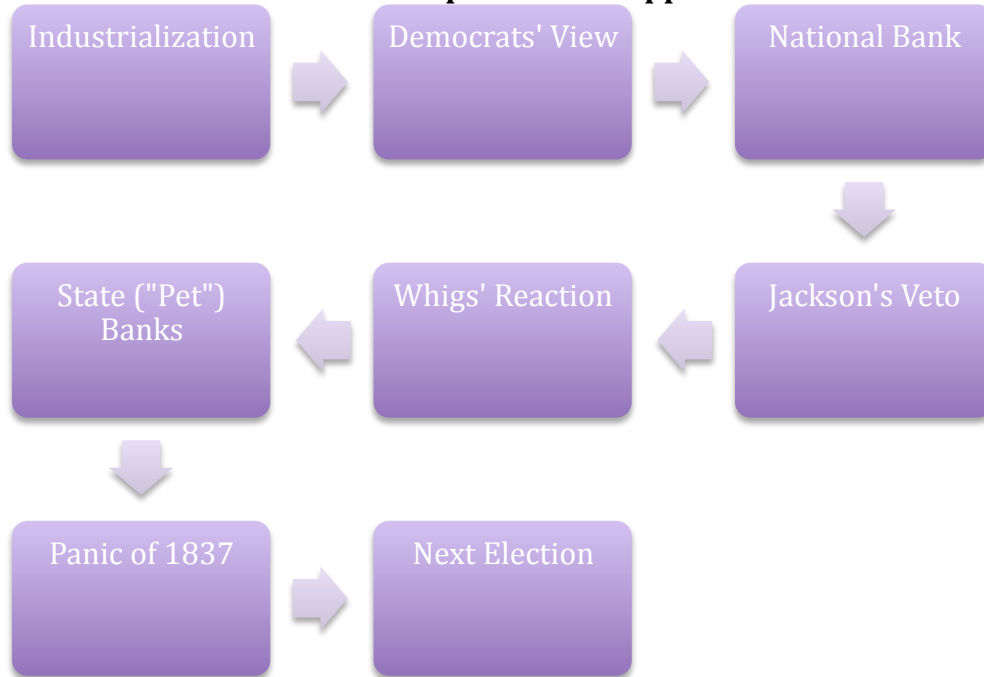 Industrialization
Democrats' View
National Bank
Jackson's Veto
Whigs' Reaction
State ("Pet")
Banks
Panic of 1837
Next Election